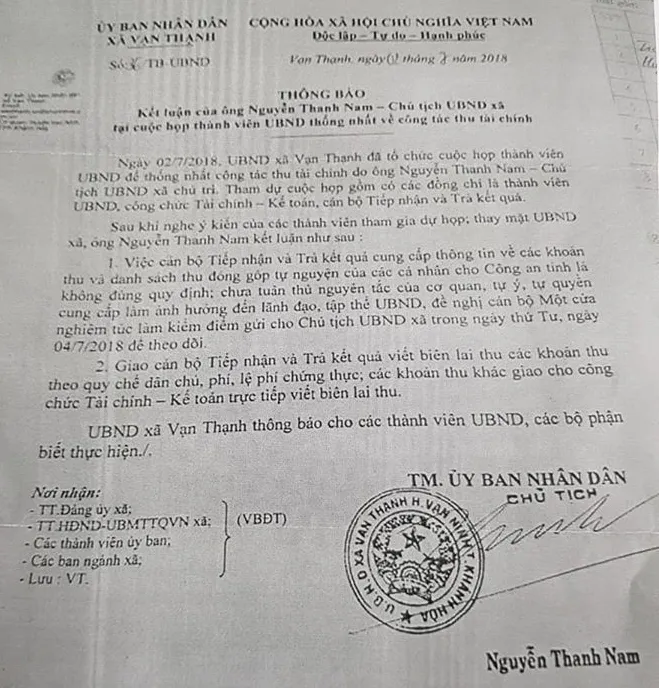 ỦY BAN NHÂN DÂN
XÃ VẠN THẠNH
CỘNG HÒA XÃ HỘI CHỦ NGHĨA VIỆT NAM
Độc lập – Tự do – Hạnh phúc
Số: /TB-UBND
Vạn Thạnh, ngày tháng 7 năm 2018
THÔNG BÁO
Kết luận của ông Nguyễn Thanh Nam – Chủ tịch UBND xã
tại cuộc họp thành viên UBND thống nhất về công tác thu tài chính
Ngày 02/7/2018, UBND xã Vạn Thạnh đã tổ chức cuộc họp thành viên
UBND để thống nhất công tác thu tài chính do ông Nguyễn Thanh Nam – Chủ
tịch UBND xã chủ trì. Tham dự cuộc họp gồm có các đồng chí là thành viên
UBND, công chức Tài chính – Kế toán, cán bộ Tiếp nhận và Trả kết quả.
Sau khi nghe ý kiến của các thành viên tham gia dự họp; thay mặt UBND
xã, ông Nguyễn Thanh Nam kết luận như sau :
1. Việc cán bộ Tiếp nhận và Trả kết quả cung cấp thông tin về các khoản
thu và danh sách thu đóng góp tự nguyện của các cá nhân cho Công an tỉnh là
không đúng quy định; chưa tuân thủ nguyên tắc của cơ quan, tự ý, tự quyền
cung cấp làm ảnh hưởng đến lãnh đạo, tập thể UBND, đề nghị cán bộ Một cửa
nghiêm túc làm kiểm điểm gửi cho Chủ tịch UBND xã trong ngày thứ Tư, ngày
04/7/2018 để theo dõi.
2. Giao cán bộ Tiếp nhận và Trả kết quả viết biên lai thu các khoản thu
theo quy chế dân chủ, phí, lệ phí chứng thực; các khoản thu khác giao cho công
chức Tài chính – Kế toán trực tiếp viết biên lai thu.
UBND xã Vạn Thạnh thông báo cho các thành viên UBND, các bộ phận
biết thực hiện./.
Nơi nhận:
- TT.Đảng ủy xã;
- TT.HĐND-UBMTTQVN xã;
- Các thành viên ủy ban;
- Các ban ngành xã;
- Lưu : VT.
(VBĐT)
TM. ỦY BAN NHÂN DÂN
CHỦ TỊCH
U.B.N.D XÃ VẠN THẠNH H. VẠN NINH T. KHÁNH HÒA
Nguyễn Thanh Nam